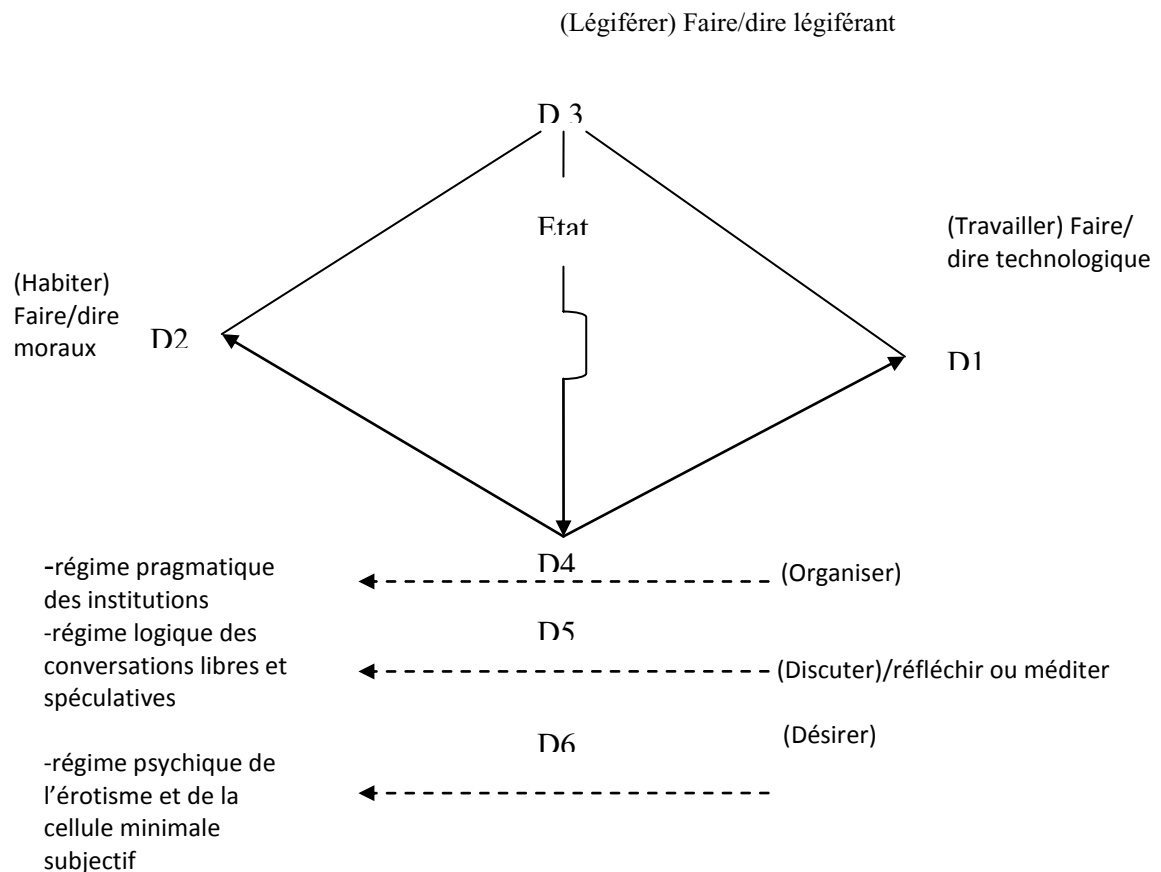 (Légiférer) Faire/dire légiférant
D 3
Etat
(Travailler) Faire/
dire technologique
(Habiter)
Faire/dire
moraux
D2
D1
D4
-régime pragmatique
des institutions
(Organiser)
D5
-régime logique des
conversations libres et
spéculatives
(Discuter)/réfléchir ou méditer
D6
(Désirer)
-régime psychique de
l’érotisme et de la
cellule minimale
subjectif